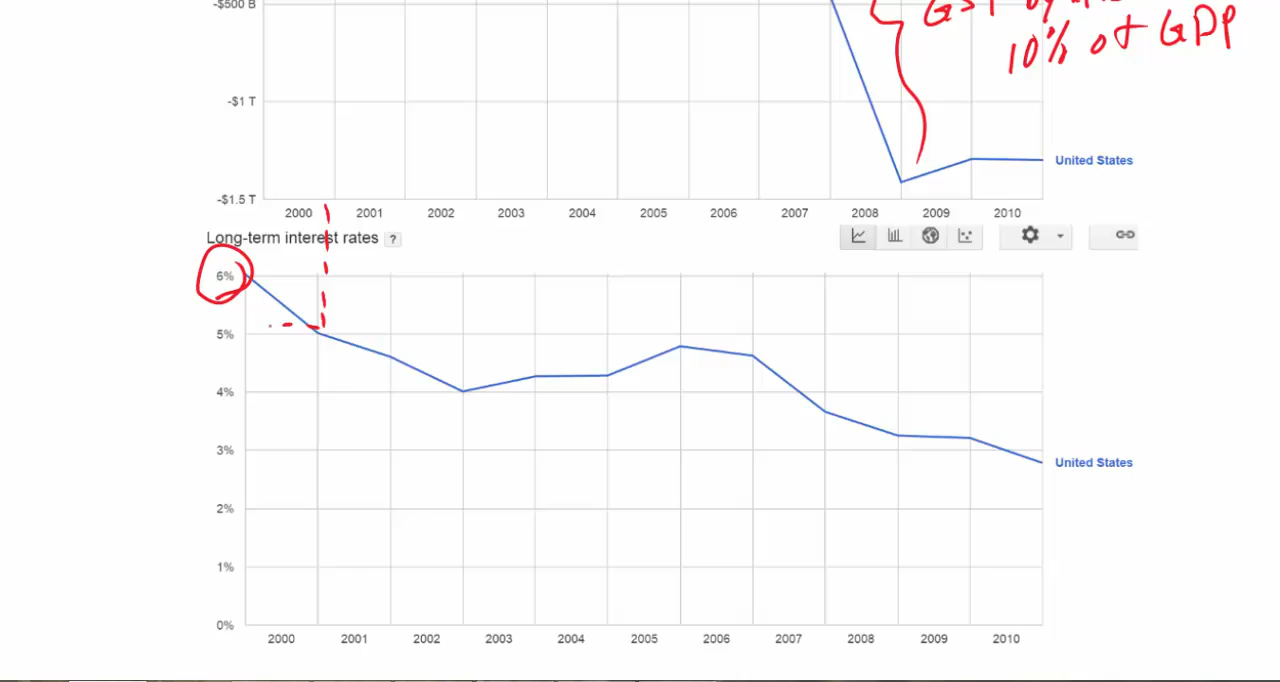 -$500 B
10% of GDP
-$1 T
United States
-$1.5 T
2000 2001 2002 2003 2004 2005 2006 2007 2008 2009 2010
Long-term interest rates ?
6%
5%
4%
3%
United States
2%
1%
0%
2000 2001 2002 2003 2004 2005 2006 2007 2008 2009 2010